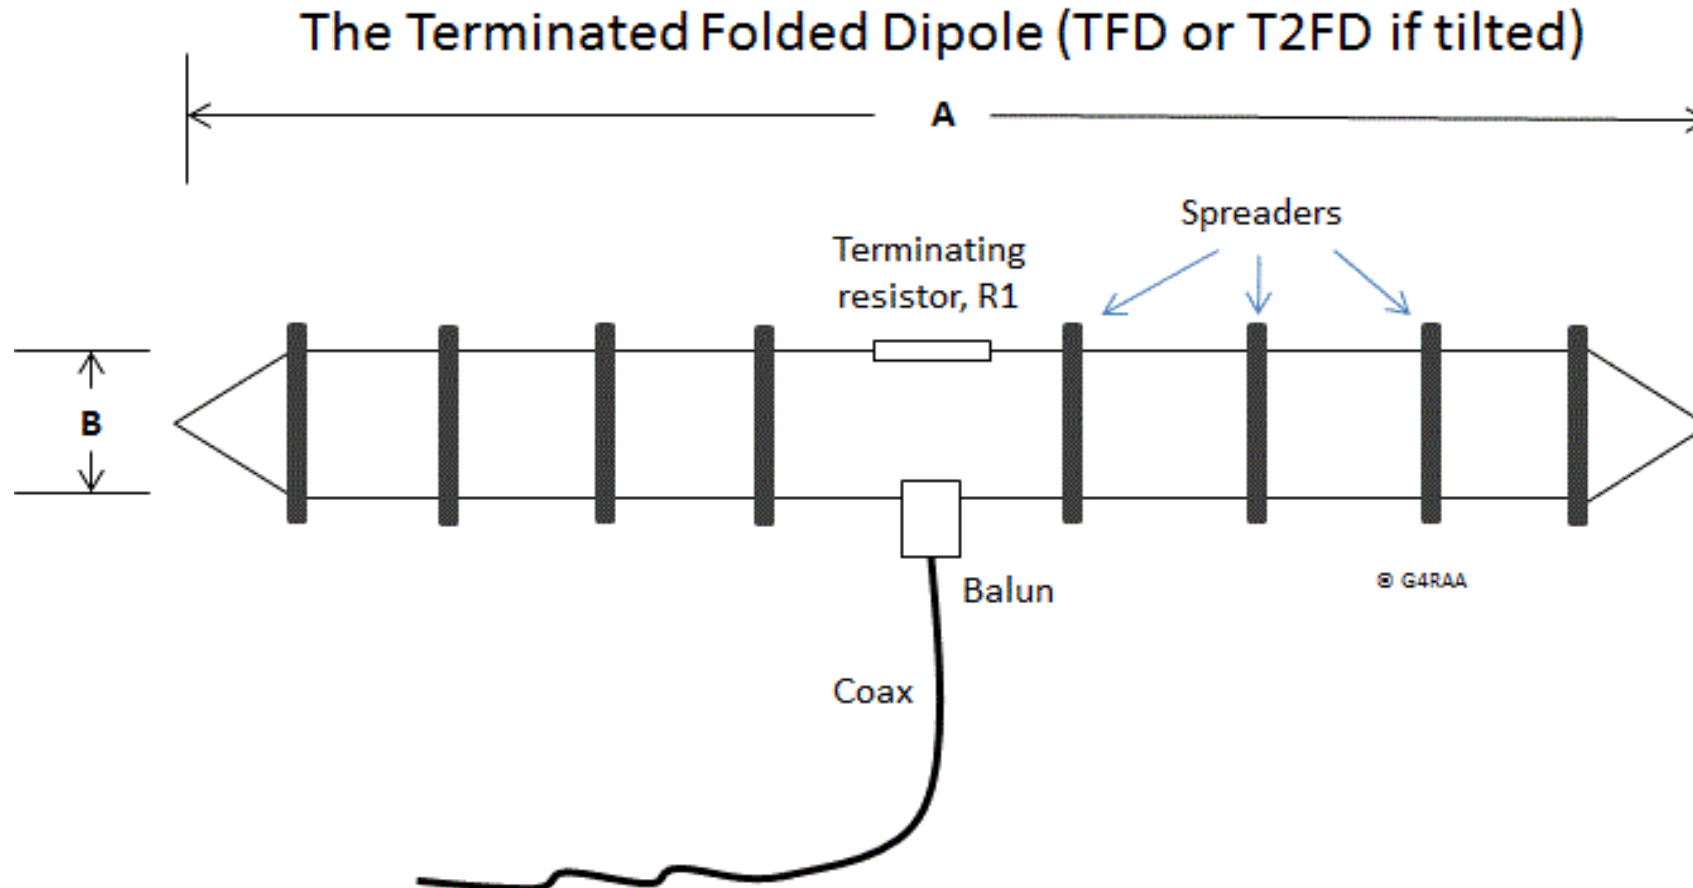 The Terminated Folded Dipole (TFD or T2FD if tilted)
A
Spreaders
Terminating
resistor, R1
B
© G4RAA
Balun
Coax